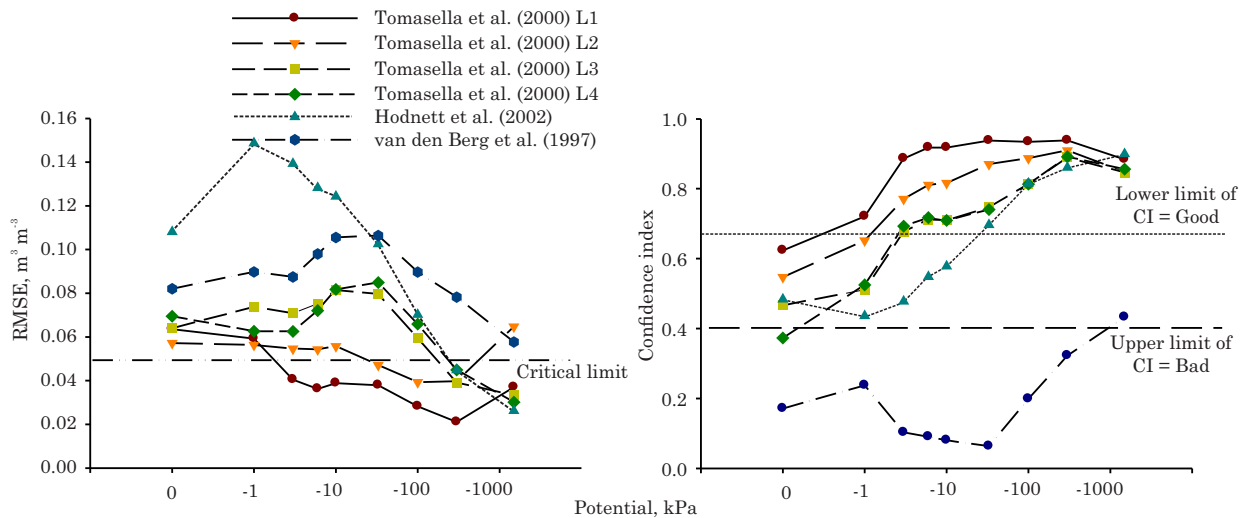 Tomasella et al. (2000) L1
Tomasella et al. (2000) L2
Tomasella et al. (2000) L3
Tomasella et al. (2000) L4
Hodnett et al. (2002)
van den Berg et al. (1997)
RMSE, m³ m⁻³
0.16
0.14
0.12
0.10
0.08
0.06
0.04
0.02
0.00
Critical limit
0
-1
-10
-100
-1000
Confidence index
1.0
0.8
0.6
0.4
0.2
0.0
Lower limit of
CI = Good
Upper limit of
CI = Bad
0
-1
-10
-100
-1000
Potential, kPa